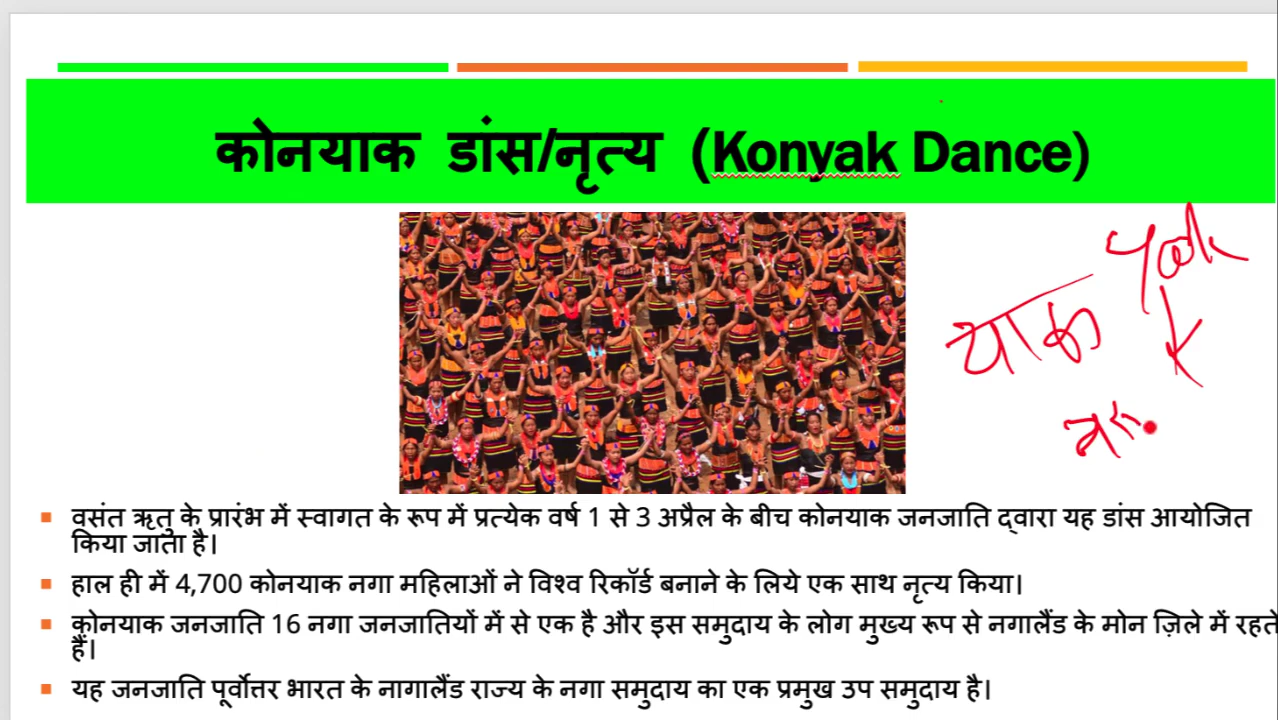 कोनयाक डांस/नृत्य (Konyak Dance)
याक
K
वसंत ऋतु के प्रारंभ में स्वागत के रूप में प्रत्येक वर्ष 1 से 3 अप्रैल के बीच कोनयाक जनजाति द्वारा यह डांस आयोजित
किया जाता है।
हाल ही में 4,700 कोनयाक नगा महिलाओं ने विश्व रिकॉर्ड बनाने के लिये एक साथ नृत्य किया।
कोनयाक जनजाति 16 नगा जनजातियों में से एक है और इस समुदाय के लोग मुख्य रूप से नगालैंड के मोन ज़िले में रहते
हैं।
यह जनजाति पूर्वोत्तर भारत के नागालैंड राज्य के नगा समुदाय का एक प्रमुख उप समुदाय है।